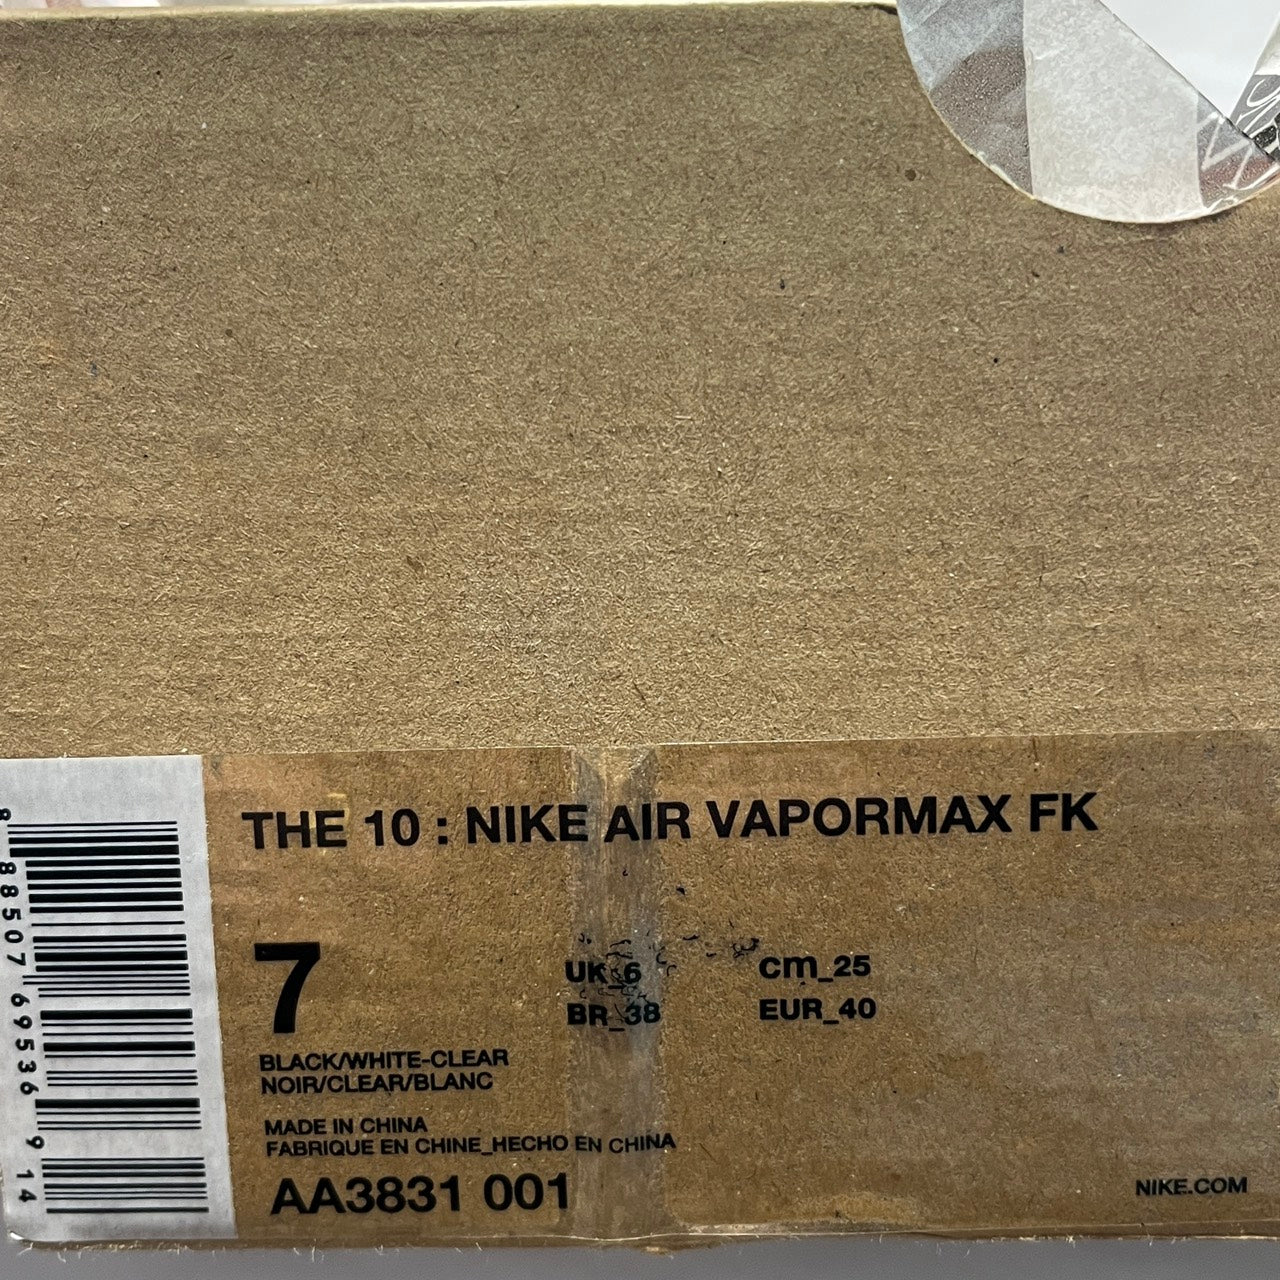 THE 10 : NIKE AIR VAPORMAX FK
7
UK_6
cm_25
BR_38
EUR_40
BLACK/WHITE-CLEAR
NOIR/CLEAR/BLANC
MADE IN CHINA
FABRIQUE EN CHINE_HECHO EN CHINA
AA3831 001
NIKE.COM
8 88507 69536 9 14